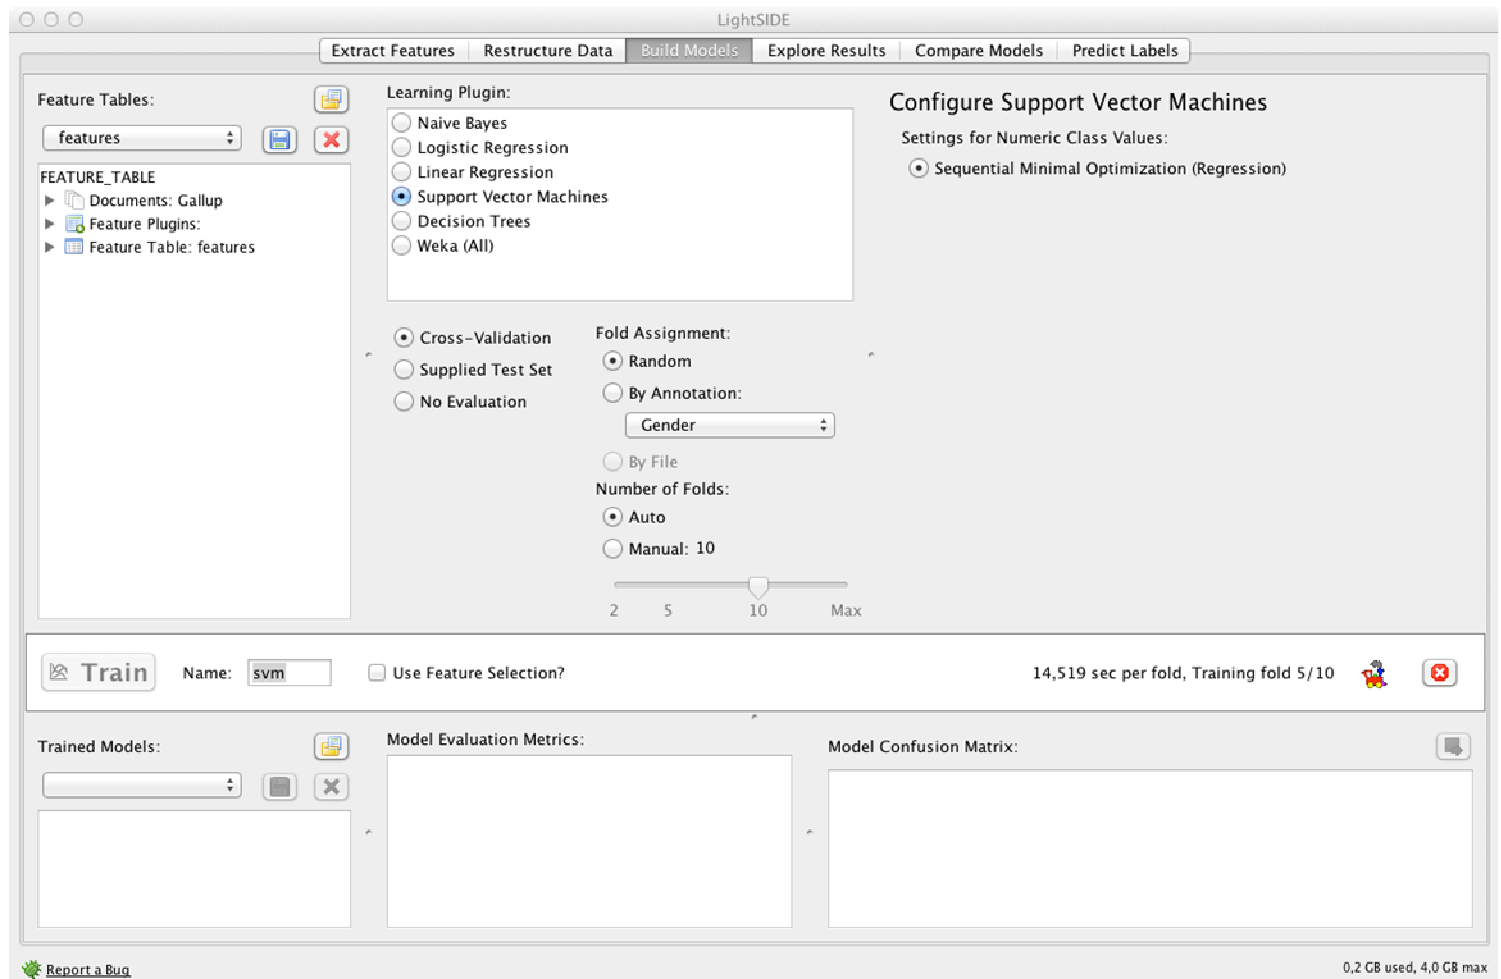 LightSIDE
Extract Features Restructure Data Build Models Explore Results Compare Models Predict Labels
Feature Tables:
features
FEATURE_TABLE
Documents: Gallup
Feature Plugins:
Feature Table: features
Learning Plugin:
Naive Bayes
Logistic Regression
Linear Regression
Support Vector Machines
Decision Trees
Weka (All)
Configure Support Vector Machines
Settings for Numeric Class Values:
Sequential Minimal Optimization (Regression)
Cross-Validation
Supplied Test Set
No Evaluation
Fold Assignment:
Random
By Annotation:
Gender
By File
Number of Folds:
Auto
Manual: 10
2 5 10 Max
Train Name: svm Use Feature Selection? 14,519 sec per fold, Training fold 5/10
Trained Models:
Model Evaluation Metrics:
Model Confusion Matrix:
Report a Bug
0,2 GB used, 4,0 GB max